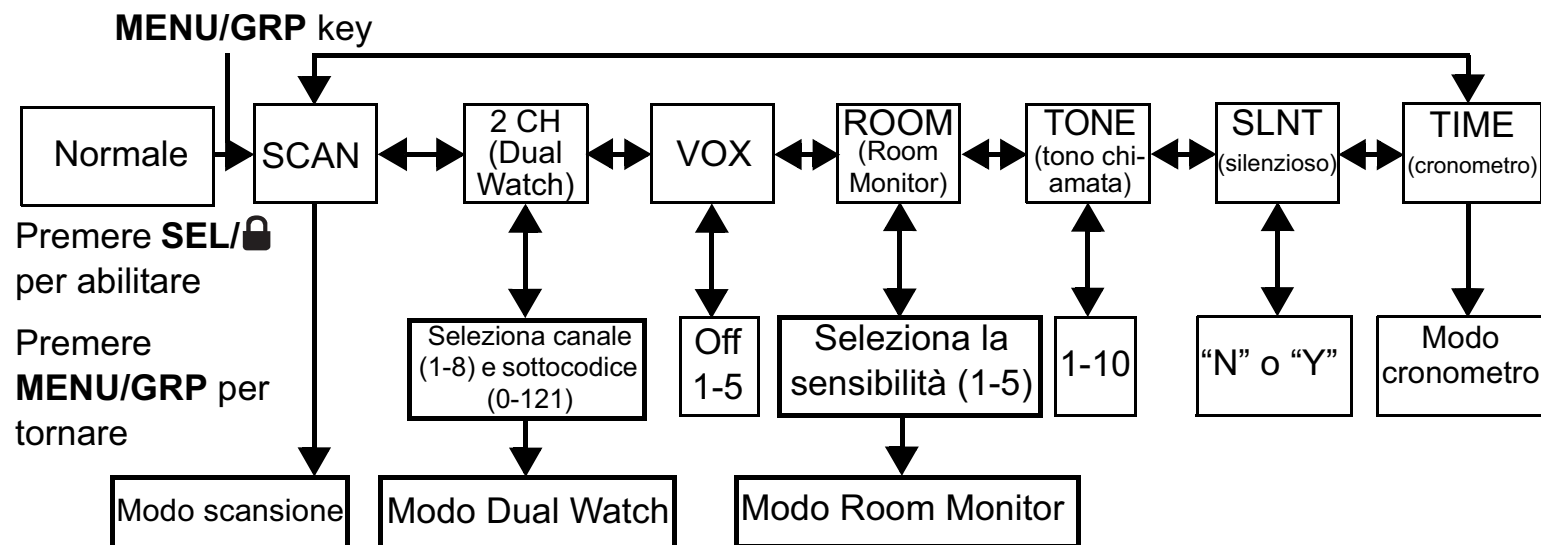 MENU/GRP key
Normale
SCAN
2 CH
(Dual
Watch)
VOX
ROOM
(Room
Monitor)
TONE
(tono chi-
amata)
SLNT
(silenzioso)
TIME
(cronometro)
Premere SEL/
per abilitare
Premere
MENU/GRP per
tornare
Seleziona canale
(1-8) e sottocodice
(0-121)
Off
1-5
Seleziona la
sensibilità (1-5)
1-10
“N” o “Y”
Modo
cronometro
Modo scansione
Modo Dual Watch
Modo Room Monitor